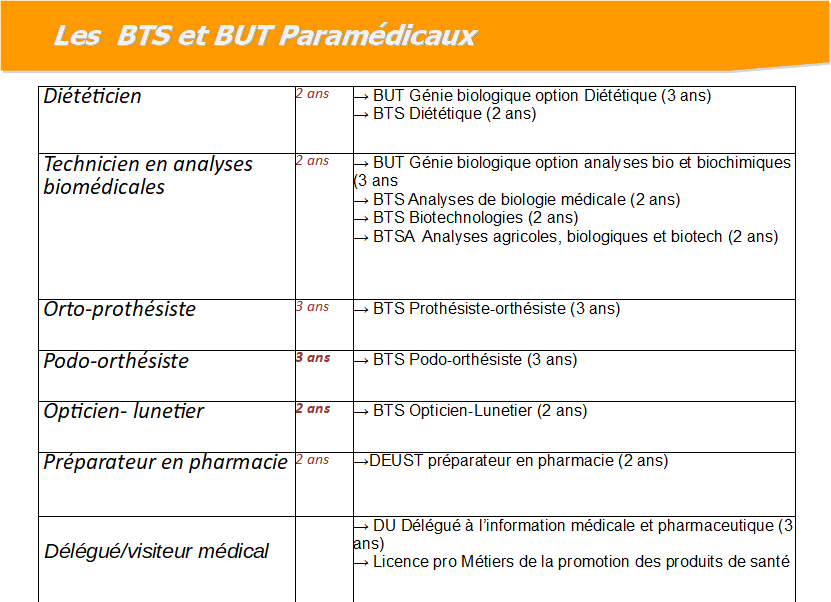 Les BTS et BUT Paramédicaux
Diététicien
2 ans
→ BUT Génie biologique option Diététique (3 ans)
→ BTS Diététique (2 ans)
Technicien en analyses
biomédicales
2 ans
→ BUT Génie biologique option analyses bio et biochimiques
(3 ans
→ BTS Analyses de biologie médicale (2 ans)
→ BTS Biotechnologies (2 ans)
→ BTSA Analyses agricoles, biologiques et biotech (2 ans)
Orto-prothésiste
3 ans
→ BTS Prothésiste-orthésiste (3 ans)
Podo-orthésiste
3 ans
→ BTS Podo-orthésiste (3 ans)
Opticien- lunetier
2 ans
→ BTS Opticien-Lunetier (2 ans)
Préparateur en pharmacie
2 ans
→DEUST préparateur en pharmacie (2 ans)
Délégué/visiteur médical
→ DU Délégué à l’information médicale et pharmaceutique (3
ans)
→ Licence pro Métiers de la promotion des produits de santé